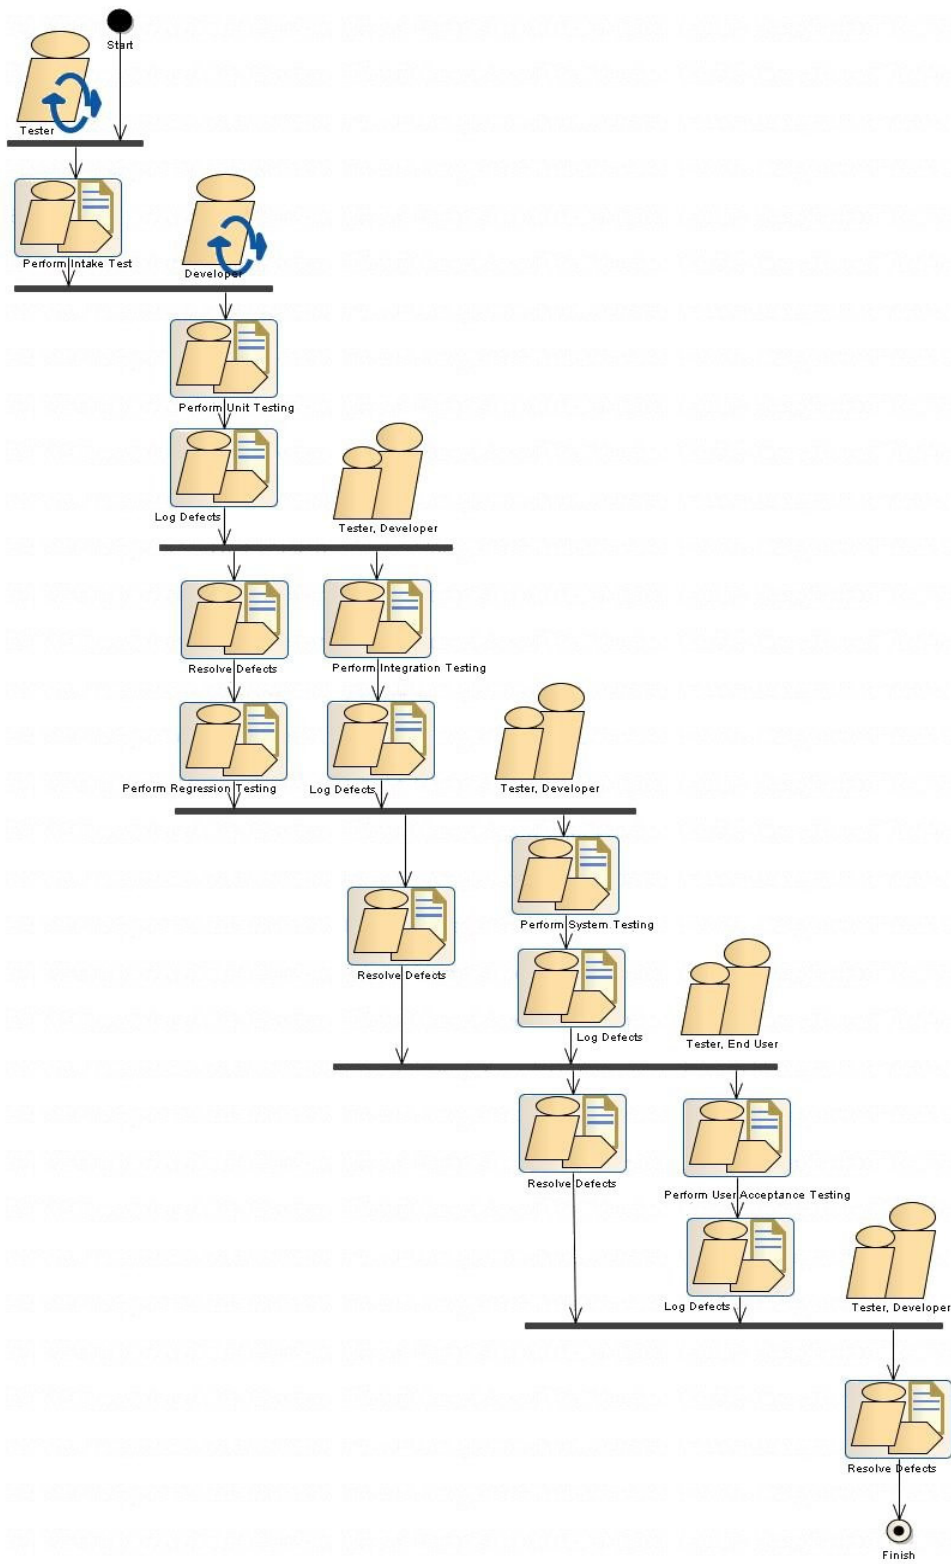 Start
Tester
Perform Intake Test
Developer
Perform Unit Testing
Log Defects
Tester, Developer
Resolve Defects
Perform Integration Testing
Perform Regression Testing
Log Defects
Tester, Developer
Perform System Testing
Resolve Defects
Log Defects
Tester, End User
Resolve Defects
Perform User Acceptance Testing
Log Defects
Tester, Developer
Resolve Defects
Finish